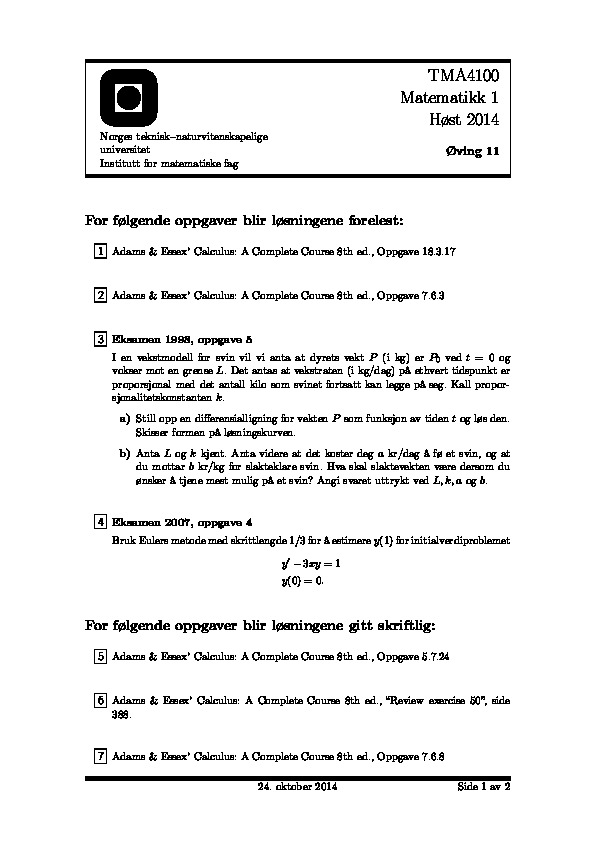 TMA4100
Matematikk 1
Høst 2014
Norges teknisk–naturvitenskapelige
universitet
Institutt for matematiske fag
Øving 11
For følgende oppgaver blir løsningene forelest:
1 Adams & Essex' Calculus: A Complete Course 8th ed., Oppgave 18.3.17
2 Adams & Essex' Calculus: A Complete Course 8th ed., Oppgave 7.6.3
3 Eksamen 1998, oppgave 5
I en vekstmodell for svin vil vi anta at dyrets vekt P (i kg) er P₀ ved t = 0 og
vokser mot en grense L. Det antas at vekstraten (i kg/dag) på ethvert tidspunkt er
proporsjonal med det antall kilo som svinet fortsatt kan legge på seg. Kall propor-
sjonalitetskonstanten k.
a) Still opp en differensialligning for vekten P som funksjon av tiden t og løs den.
Skisser formen på løsningskurven.
b) Anta L og k kjent. Anta videre at det koster deg a kr/dag å fø et svin, og at
du mottar b kr/kg for slakteklare svin. Hva skal slaktevekten være dersom du
ønsker å tjene mest mulig på et svin? Angi svaret uttrykt ved L, k, a og b.
4 Eksamen 2007, oppgave 4
Bruk Eulers metode med skrittlengde 1/3 for å estimere y(1) for initialverdiproblemet
y′ − 3xy = 1
y(0) = 0.
For følgende oppgaver blir løsningene gitt skriftlig:
5 Adams & Essex' Calculus: A Complete Course 8th ed., Oppgave 5.7.24
6 Adams & Essex' Calculus: A Complete Course 8th ed., "Review exercise 50", side
388.
7 Adams & Essex' Calculus: A Complete Course 8th ed., Oppgave 7.6.8
24. oktober 2014 Side 1 av 2